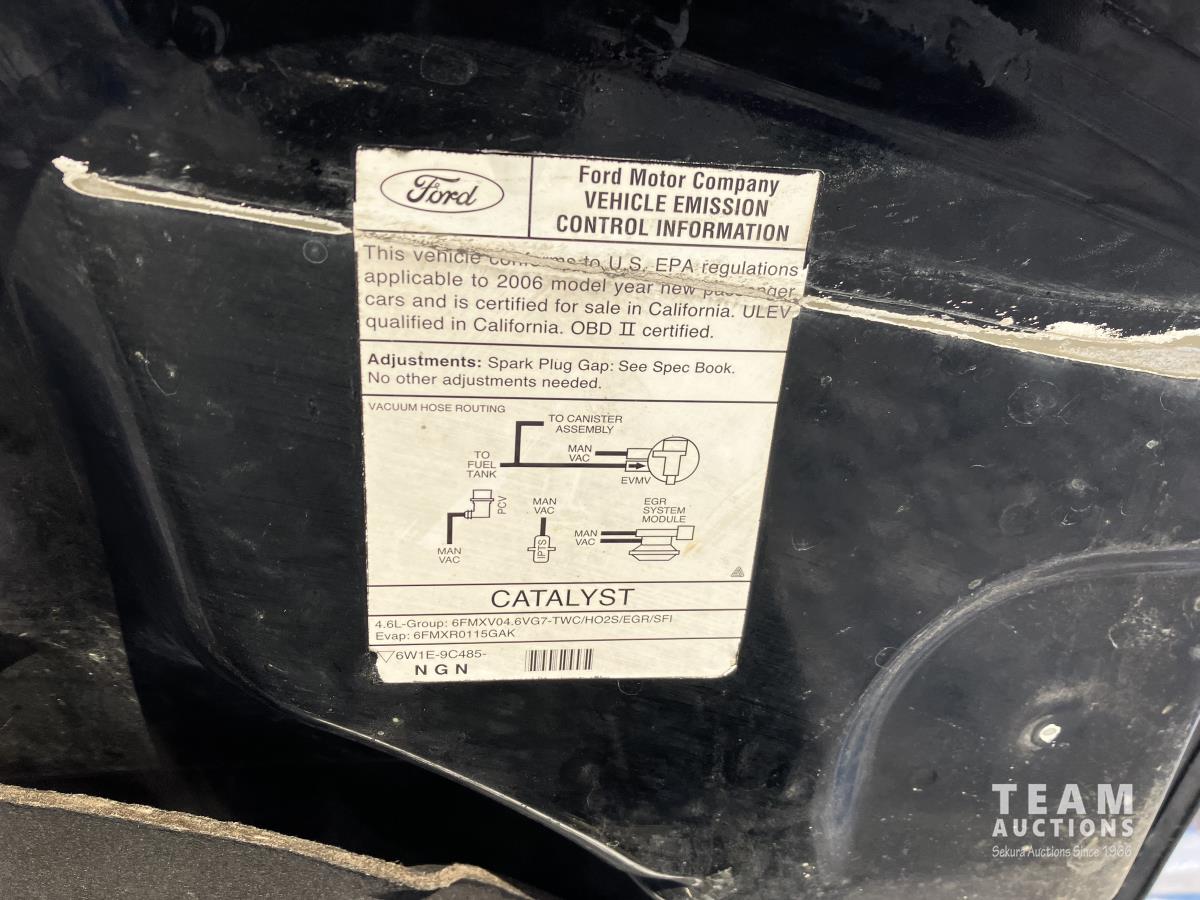 Ford
Ford Motor Company
VEHICLE EMISSION
CONTROL INFORMATION
This vehicle conforms to U.S. EPA regulations
applicable to 2006 model year new passenger
cars and is certified for sale in California. ULEV
qualified in California. OBD II certified.
Adjustments: Spark Plug Gap: See Spec Book.
No other adjustments needed.
VACUUM HOSE ROUTING
TO CANISTER
ASSEMBLY
TO
FUEL
TANK
MAN
VAC
EVMV
PCV
MAN
VAC
MAN
VAC
IPTS
EGR
SYSTEM
MODULE
MAN
VAC
CATALYST
4.6L-Group: 6FMXV04.6VG7-TWC/HO2S/EGR/SFI
Evap: 6FMXR0115GAK
6W1E-9C485-
N G N
TEAM
AUCTIONS
Sekura Auctions Since 1966